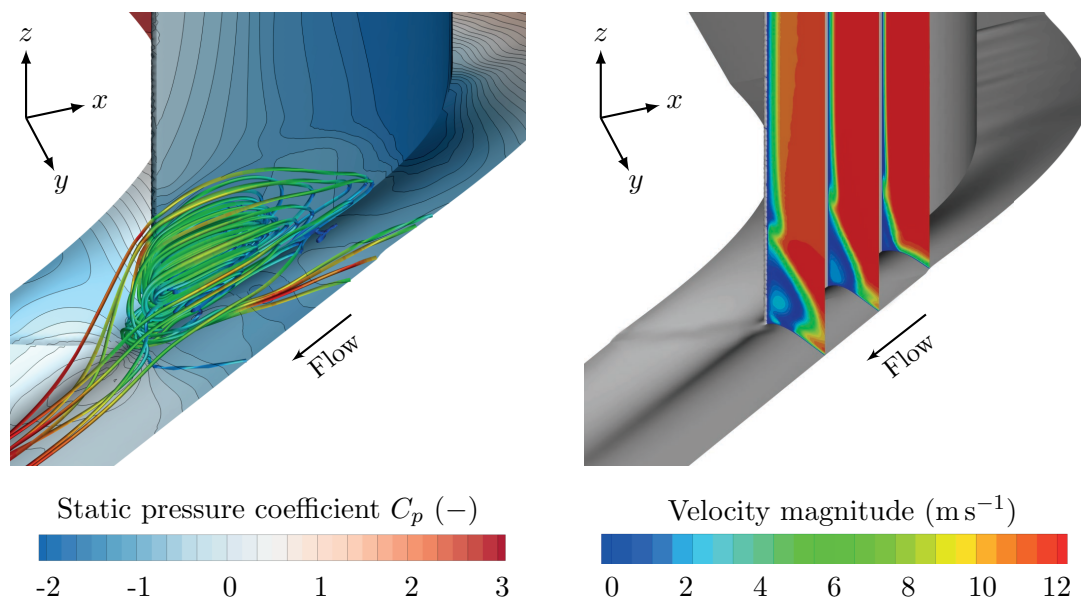 z
x
y
Flow
z
x
y
Flow
Static pressure coefficient Cp (−)
-2 -1 0 1 2 3
Velocity magnitude (m s−1)
0 2 4 6 8 10 12